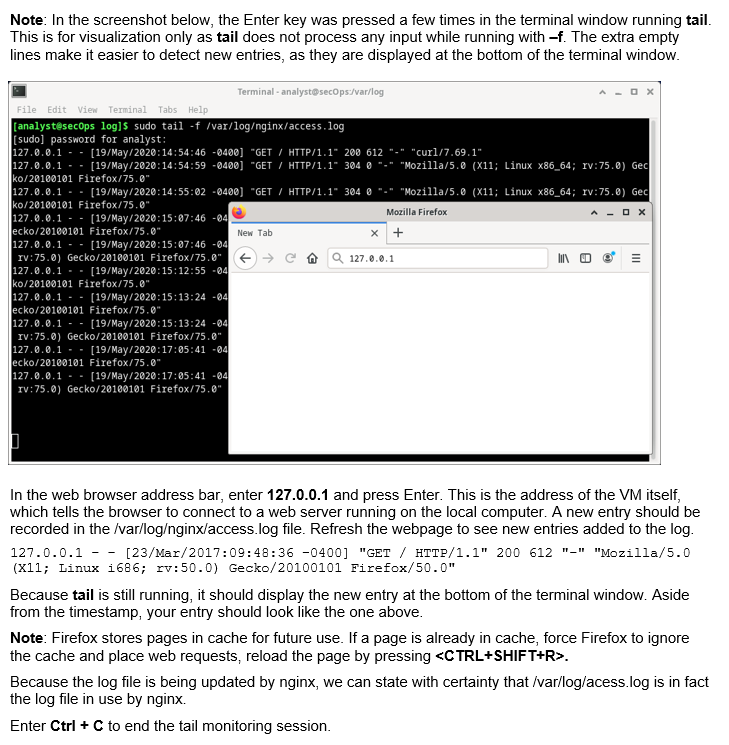 Note: In the screenshot below, the Enter key was pressed a few times in the terminal window running tail.
This is for visualization only as tail does not process any input while running with –f. The extra empty
lines make it easier to detect new entries, as they are displayed at the bottom of the terminal window.
Terminal - analyst@secOps:/var/log
File Edit View Terminal Tabs Help
[analyst@secOps log]$ sudo tail -f /var/log/nginx/access.log
[sudo] password for analyst:
127.0.0.1 - - [19/May/2020:14:54:46 -0400] "GET / HTTP/1.1" 200 612 "-" "curl/7.69.1"
127.0.0.1 - - [19/May/2020:14:54:59 -0400] "GET / HTTP/1.1" 304 0 "-" "Mozilla/5.0 (X11; Linux x86_64; rv:75.0) Gec
ko/20100101 Firefox/75.0"
127.0.0.1 - - [19/May/2020:14:55:02 -0400] "GET / HTTP/1.1" 304 0 "-" "Mozilla/5.0 (X11; Linux x86_64; rv:75.0) Gec
ko/20100101 Firefox/75.0"
127.0.0.1 - - [19/May/2020:15:07:46 -04
ecko/20100101 Firefox/75.0"
127.0.0.1 - - [19/May/2020:15:07:46 -04
rv:75.0) Gecko/20100101 Firefox/75.0"
127.0.0.1 - - [19/May/2020:15:12:55 -04
ko/20100101 Firefox/75.0"
127.0.0.1 - - [19/May/2020:15:13:24 -04
ecko/20100101 Firefox/75.0"
127.0.0.1 - - [19/May/2020:15:13:24 -04
rv:75.0) Gecko/20100101 Firefox/75.0"
127.0.0.1 - - [19/May/2020:17:05:41 -04
ecko/20100101 Firefox/75.0"
127.0.0.1 - - [19/May/2020:17:05:41 -04
rv:75.0) Gecko/20100101 Firefox/75.0"
Mozilla Firefox
New Tab
127.0.0.1
In the web browser address bar, enter 127.0.0.1 and press Enter. This is the address of the VM itself,
which tells the browser to connect to a web server running on the local computer. A new entry should be
recorded in the /var/log/nginx/access.log file. Refresh the webpage to see new entries added to the log.
127.0.0.1 - - [23/Mar/2017:09:48:36 -0400] "GET / HTTP/1.1" 200 612 "-" "Mozilla/5.0
(X11; Linux i686; rv:50.0) Gecko/20100101 Firefox/50.0"
Because tail is still running, it should display the new entry at the bottom of the terminal window. Aside
from the timestamp, your entry should look like the one above.
Note: Firefox stores pages in cache for future use. If a page is already in cache, force Firefox to ignore
the cache and place web requests, reload the page by pressing <CTRL+SHIFT+R>.
Because the log file is being updated by nginx, we can state with certainty that /var/log/acess.log is in fact
the log file in use by nginx.
Enter Ctrl + C to end the tail monitoring session.